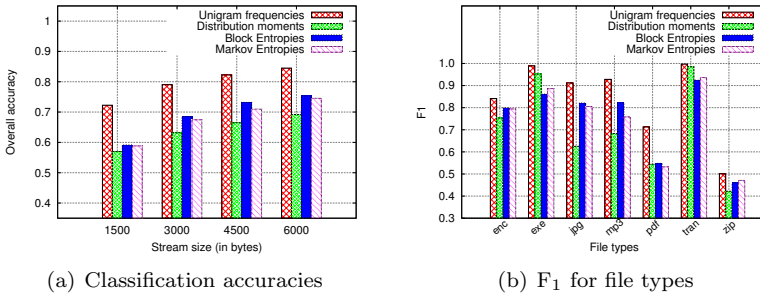 Unigram frequencies
Distribution moments
Block Entropies
Markov Entropies
1
0.9
0.8
0.7
0.6
0.5
0.4
Overall accuracy
1500 3000 4500 6000
Stream size (in bytes)
(a) Classification accuracies
Unigram frequencies
Distribution moments
Block Entropies
Markov Entropies
1.0
0.9
0.8
0.7
0.6
0.5
0.4
0.3
F1
enc exe jpg mp3 pdf tran zip
File types
(b) F₁ for file types